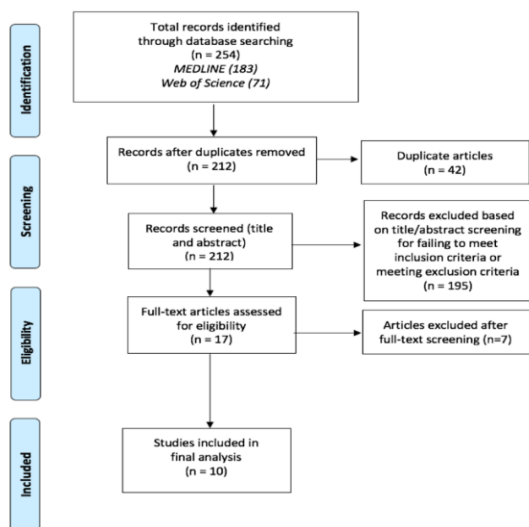 Identification
Total records identified
through database searching
(n = 254)
MEDLINE (183)
Web of Science (71)
Screening
Records after duplicates removed
(n = 212)
Duplicate articles
(n = 42)
Records screened (title
and abstract)
(n = 212)
Records excluded based
on title/abstract screening
for failing to meet
inclusion criteria or
meeting exclusion criteria
(n = 195)
Eligibility
Full-text articles assessed
for eligibility
(n = 17)
Articles excluded after
full-text screening (n=7)
Included
Studies included in
final analysis
(n = 10)